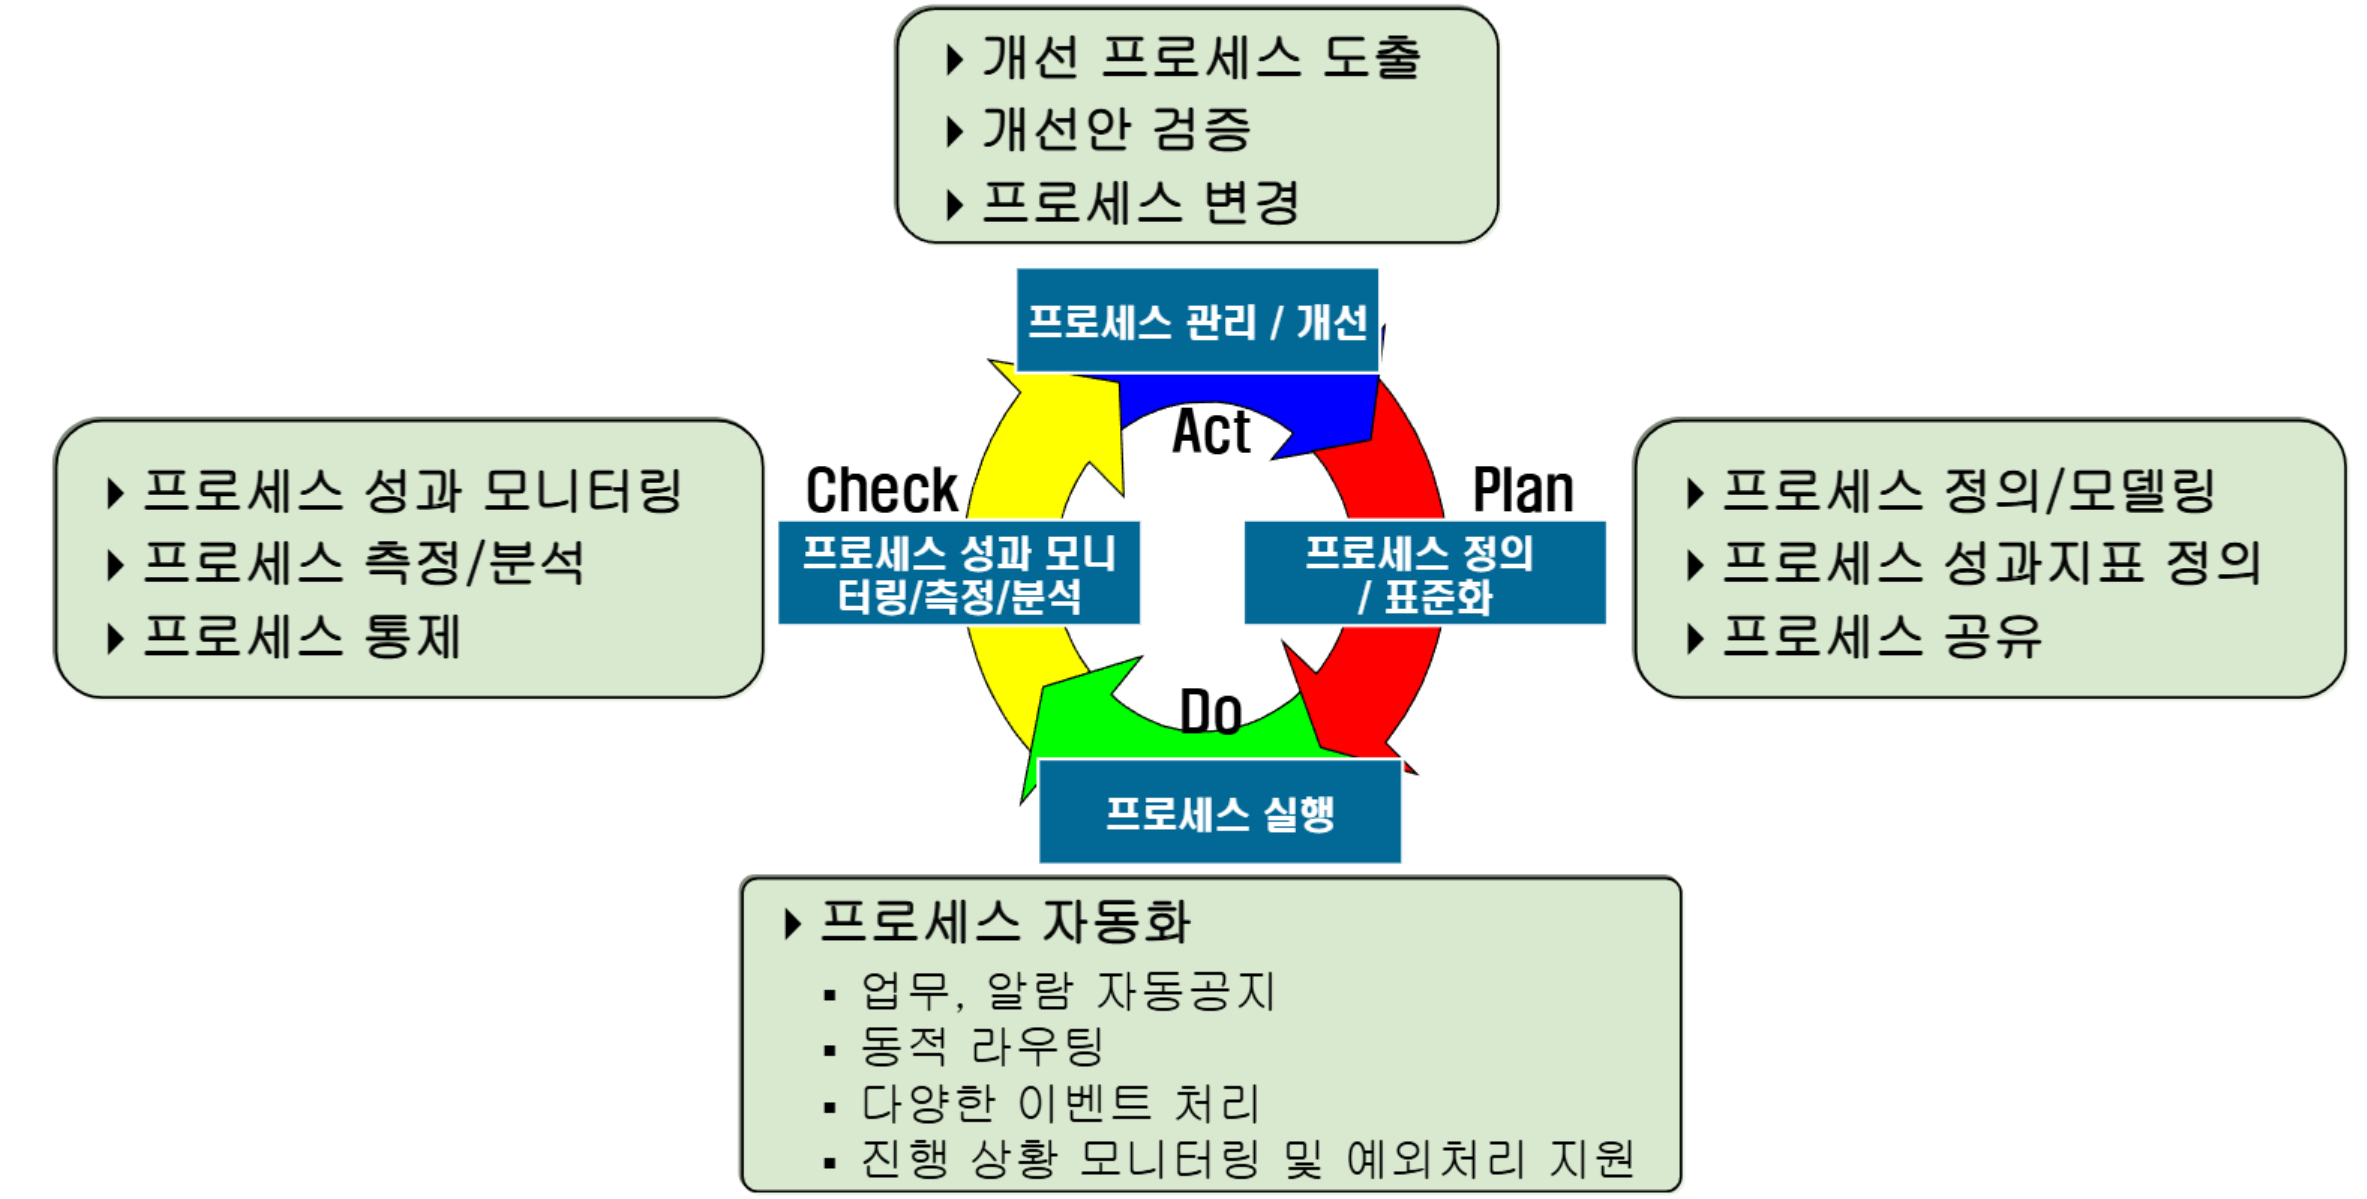 ▶ 개선 프로세스 도출
▶ 개선안 검증
▶ 프로세스 변경
프로세스 관리 / 개선
Act
Check
프로세스 성과 모니
터링/측정/분석
▶ 프로세스 성과 모니터링
▶ 프로세스 측정/분석
▶ 프로세스 통제
Plan
프로세스 정의
/ 표준화
▶ 프로세스 정의/모델링
▶ 프로세스 성과지표 정의
▶ 프로세스 공유
Do
프로세스 실행
▶ 프로세스 자동화
▪ 업무, 알람 자동공지
▪ 동적 라우팅
▪ 다양한 이벤트 처리
▪ 진행 상황 모니터링 및 예외처리 지원